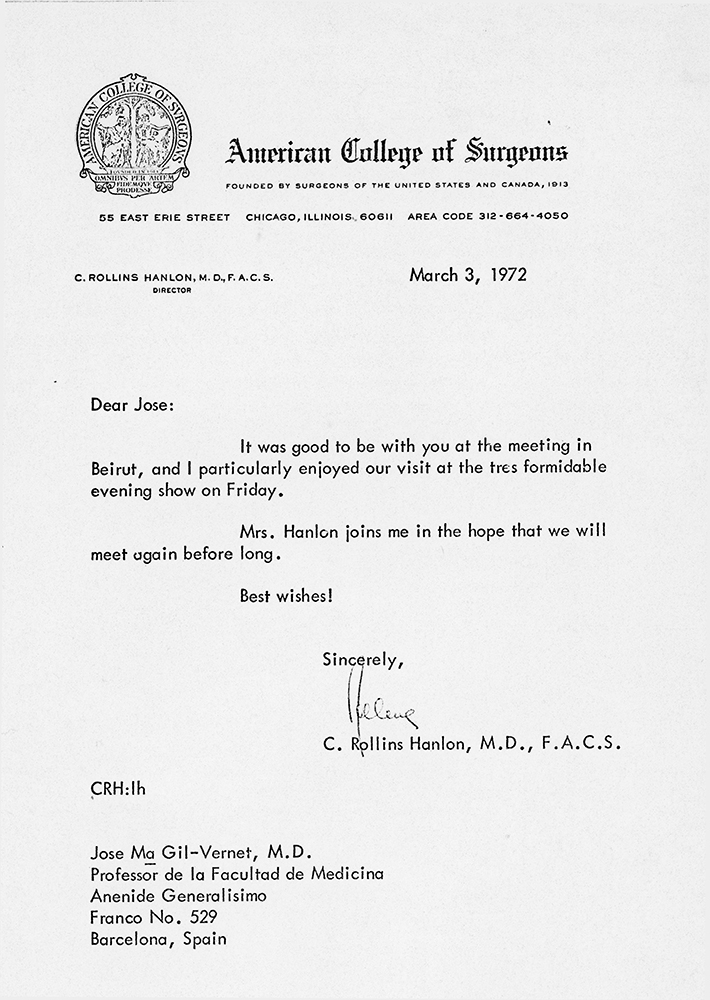 AMERICAN COLLEGE OF SURGEONS
FOUNDED IN 1913
OMNIBVS PER ARTEM
FIDEMQVE
PRODESSE
American College of Surgeons
FOUNDED BY SURGEONS OF THE UNITED STATES AND CANADA, 1913
55 EAST ERIE STREET CHICAGO, ILLINOIS, 60611 AREA CODE 312-664-4050
C. ROLLINS HANLON, M. D., F. A. C. S.
DIRECTOR
March 3, 1972
Dear Jose:
It was good to be with you at the meeting in
Beirut, and I particularly enjoyed our visit at the tres formidable
evening show on Friday.
Mrs. Hanlon joins me in the hope that we will
meet again before long.
Best wishes!
Sincerely,
C. Rollins Hanlon, M.D., F.A.C.S.
CRH:lh
Jose Ma Gil-Vernet, M.D.
Professor de la Facultad de Medicina
Anenide Generalisimo
Franco No. 529
Barcelona, Spain